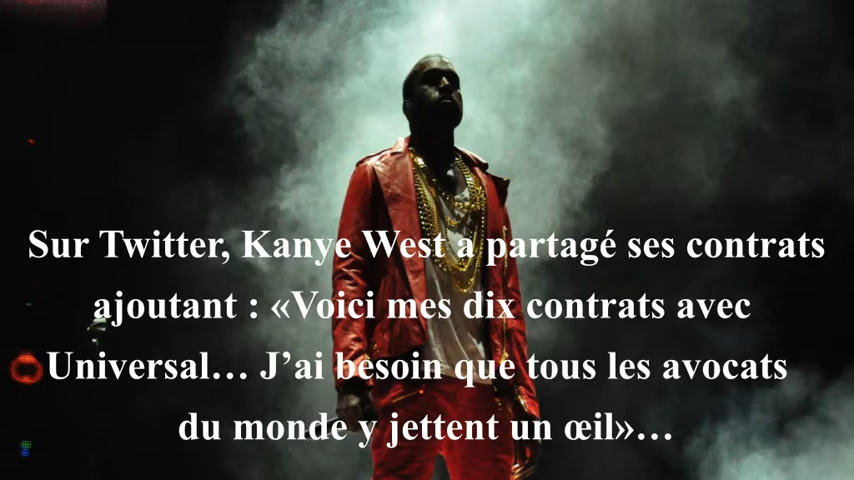 Sur Twitter, Kanye West a partagé ses contrats
ajoutant : «Voici mes dix contrats avec
Universal… J’ai besoin que tous les avocats
du monde y jettent un œil»…